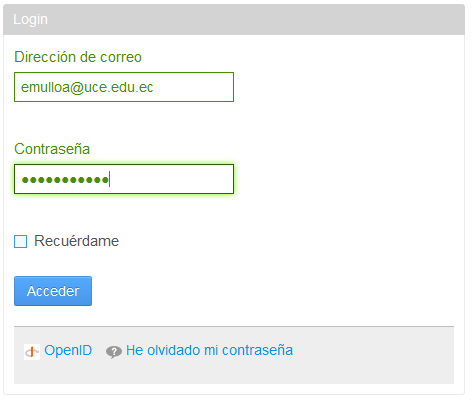 Login
Dirección de correo
emulloa@uce.edu.ec
Contraseña
●●●●●●●●●●●
Recuérdame
Acceder
OpenID He olvidado mi contraseña